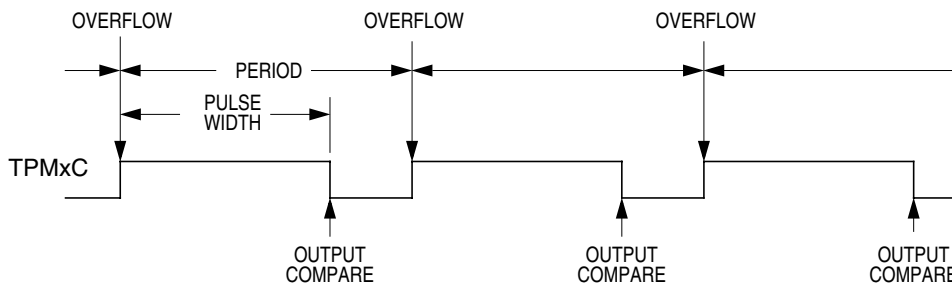 OVERFLOW OVERFLOW OVERFLOW
PERIOD
PULSE
WIDTH
TPMxC
OUTPUT
COMPARE
OUTPUT
COMPARE
OUTPUT
COMPARE